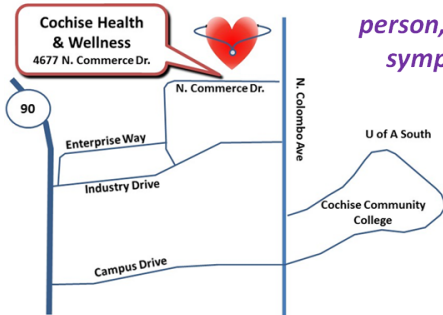 Cochise Health
& Wellness
4677 N. Commerce Dr.
person,
symp
90
N. Commerce Dr.
N. Colombo Ave
Enterprise Way
U of A South
Industry Drive
Cochise Community
College
Campus Drive